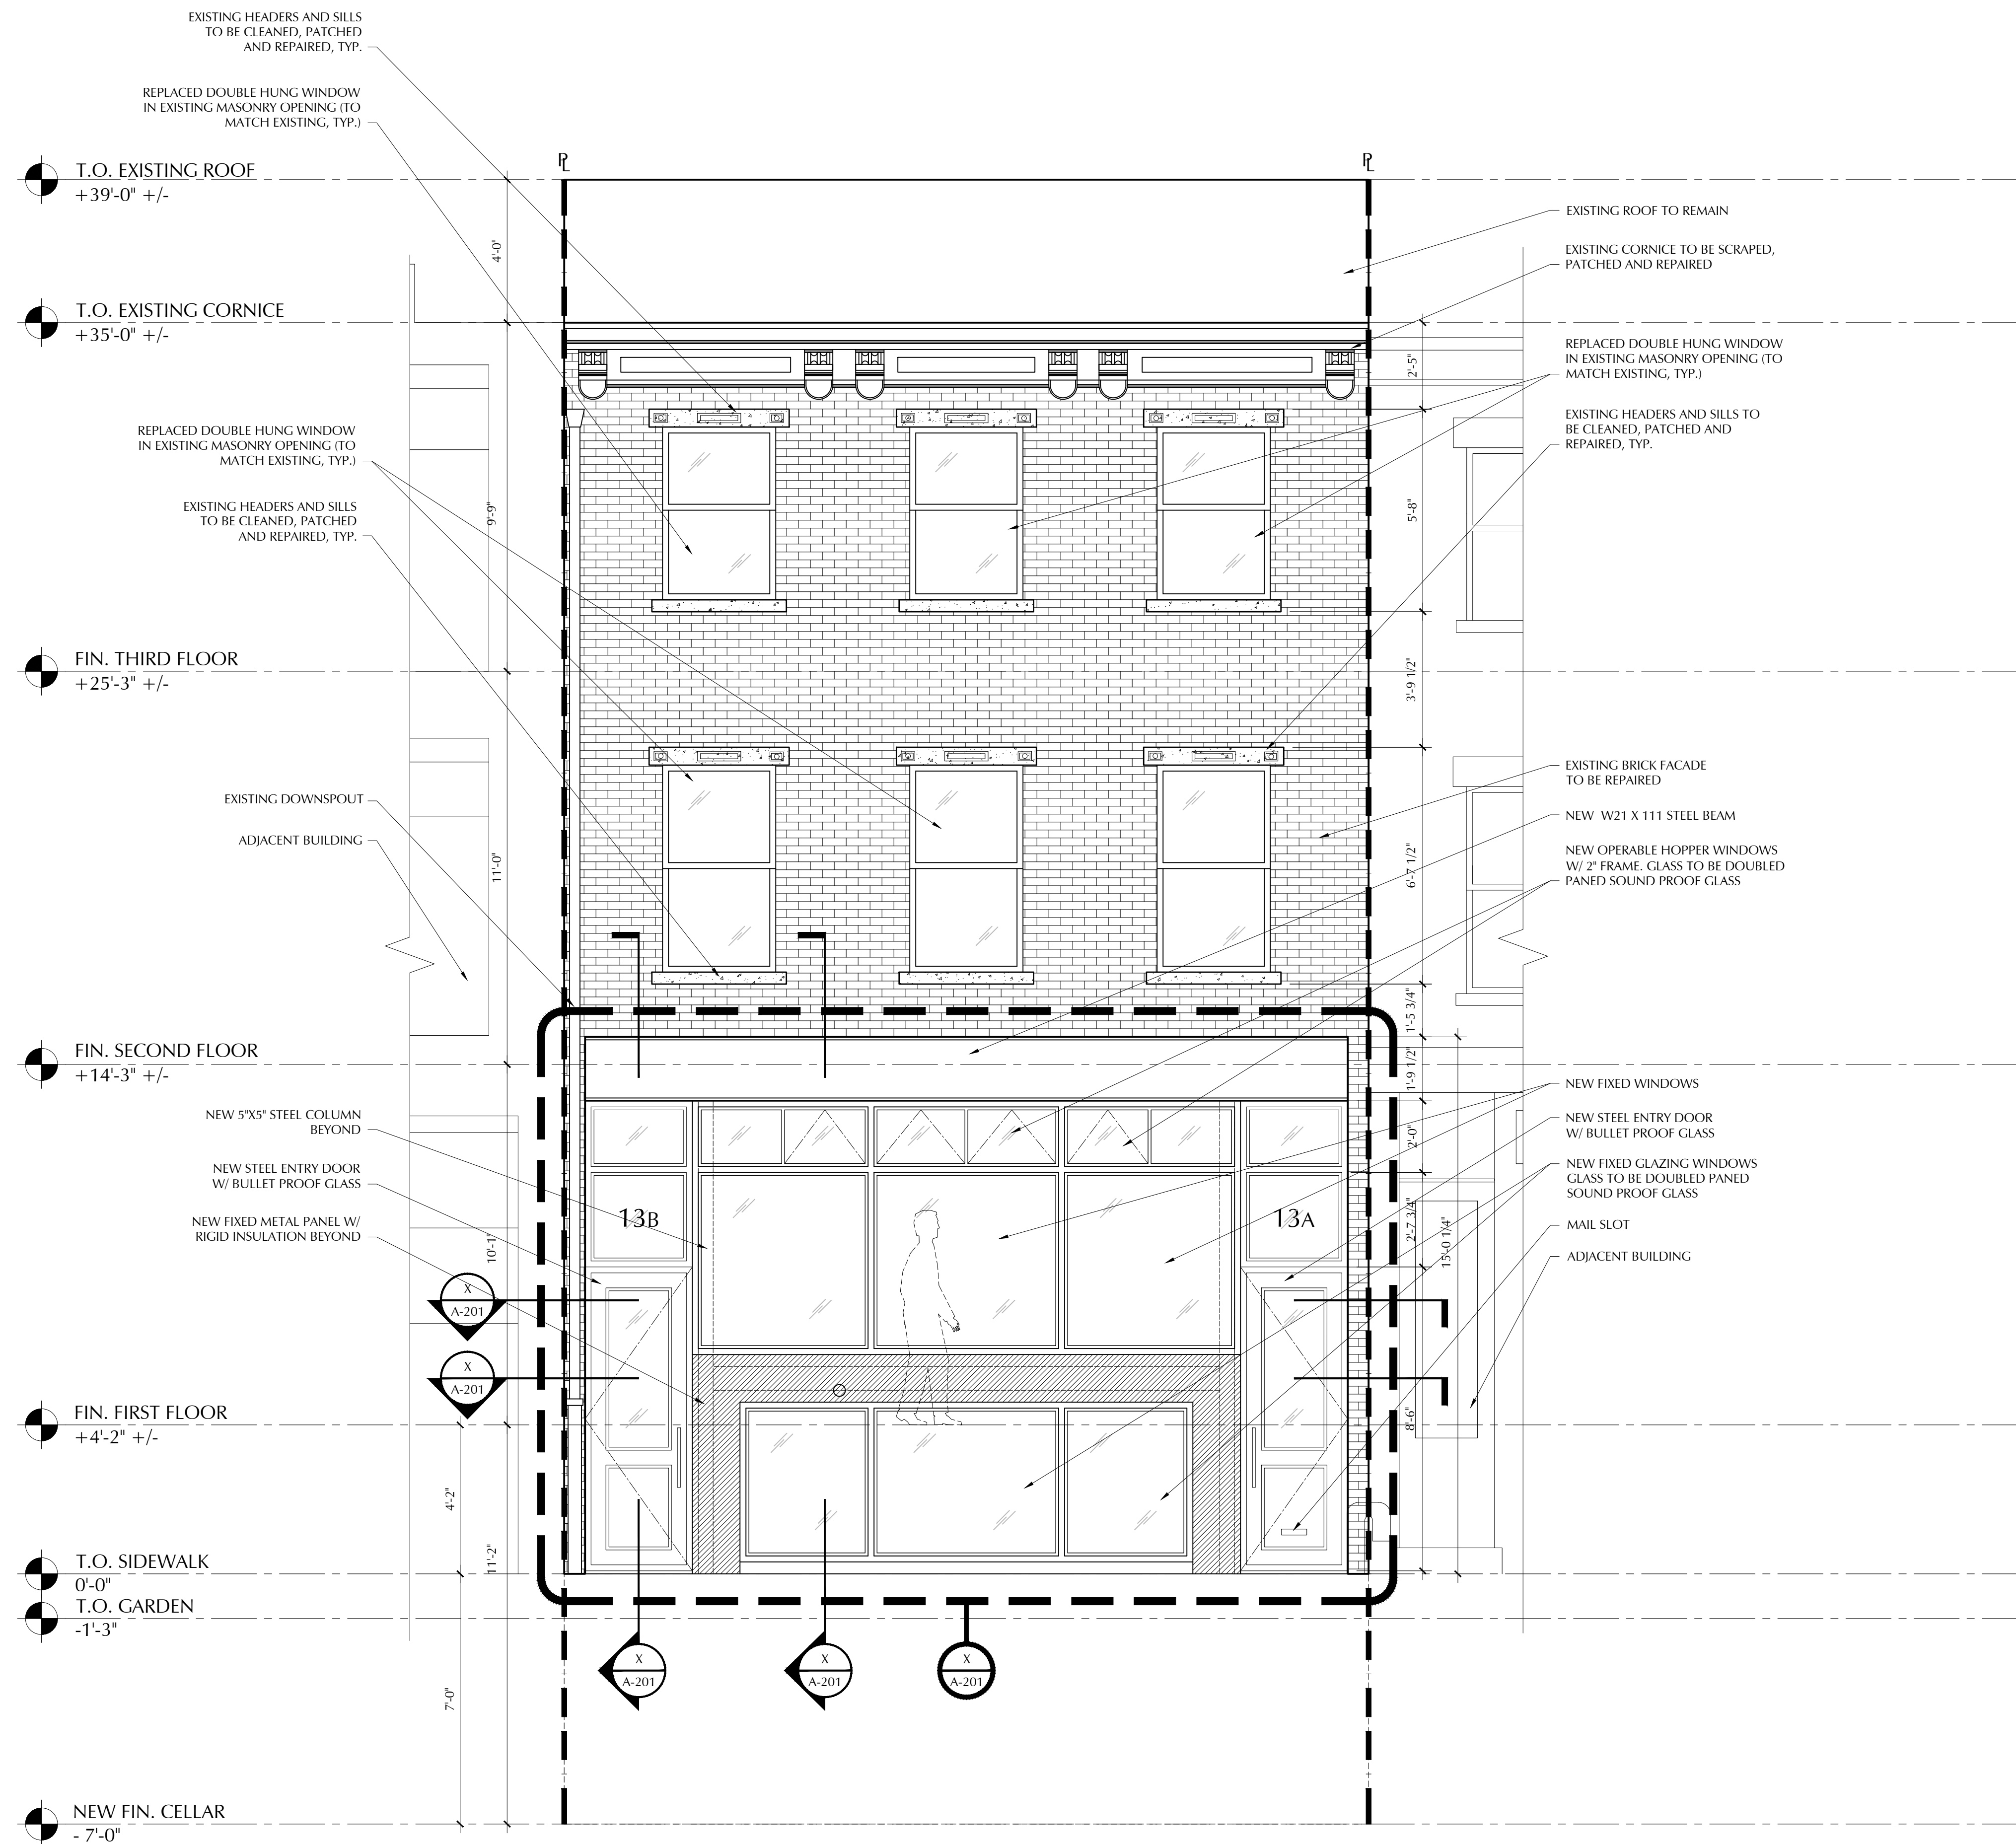 EXISTING HEADERS AND SILLS
TO BE CLEANED, PATCHED
AND REPAIRED, TYP.
REPLACED DOUBLE HUNG WINDOW
IN EXISTING MASONRY OPENING (TO
MATCH EXISTING, TYP.)
T.O. EXISTING ROOF
+39'-0" +/-
PL
PL
EXISTING ROOF TO REMAIN
EXISTING CORNICE TO BE SCRAPED,
PATCHED AND REPAIRED
4'-0"
T.O. EXISTING CORNICE
+35'-0" +/-
REPLACED DOUBLE HUNG WINDOW
IN EXISTING MASONRY OPENING (TO
MATCH EXISTING, TYP.)
2'-5"
EXISTING HEADERS AND SILLS TO
BE CLEANED, PATCHED AND
REPAIRED, TYP.
REPLACED DOUBLE HUNG WINDOW
IN EXISTING MASONRY OPENING (TO
MATCH EXISTING, TYP.)
EXISTING HEADERS AND SILLS
TO BE CLEANED, PATCHED
AND REPAIRED, TYP.
9'-9"
5'-8"
FIN. THIRD FLOOR
+25'-3" +/-
3'-9 1/2"
EXISTING BRICK FACADE
TO BE REPAIRED
EXISTING DOWNSPOUT
NEW W21 X 111 STEEL BEAM
ADJACENT BUILDING
NEW OPERABLE HOPPER WINDOWS
W/ 2" FRAME. GLASS TO BE DOUBLED
PANED SOUND PROOF GLASS
11'-0"
6'-7 1/2"
1'-5 3/4"
FIN. SECOND FLOOR
+14'-3" +/-
1'-9 1/2"
NEW FIXED WINDOWS
NEW 5"X5" STEEL COLUMN
BEYOND
NEW STEEL ENTRY DOOR
W/ BULLET PROOF GLASS
2'-0"
NEW STEEL ENTRY DOOR
W/ BULLET PROOF GLASS
NEW FIXED GLAZING WINDOWS
GLASS TO BE DOUBLED PANED
SOUND PROOF GLASS
NEW FIXED METAL PANEL W/
RIGID INSULATION BEYOND
13B
13A
MAIL SLOT
ADJACENT BUILDING
10'-1"
2'-7 3/4"
15'-0 1/4"
X
A-201
X
A-201
FIN. FIRST FLOOR
+4'-2" +/-
8'-6"
4'-2"
11'-2"
T.O. SIDEWALK
0'-0"
T.O. GARDEN
-1'-3"
X
A-201
X
A-201
X
A-201
7'-0"
NEW FIN. CELLAR
- 7'-0"